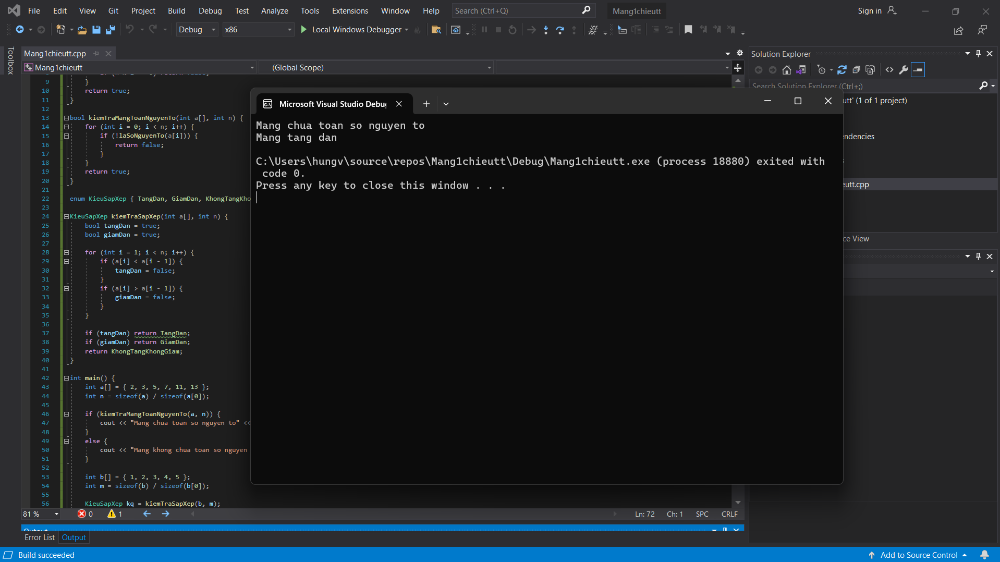 File Edit View Git Project Build Debug Test Analyze Tools Extensions Window Help Search (Ctrl+Q) Mang1chieutt Sign in
Debug x86 Local Windows Debugger
Toolbox
Mang1chieutt.cpp
Mang1chieutt (Global Scope)
9 }
10 return true;
11 }
12
13 bool kiemTraMangToanNguyenTo(int a[], int n) {
14 for (int i = 0; i < n; i++) {
15 if (!laSoNguyenTo(a[i])) {
16 return false;
17 }
18 }
19 return true;
20 }
21
22 enum KieuSapXep { TangDan, GiamDan, KhongTangKho
23
24 KieuSapXep kiemTraSapXep(int a[], int n) {
25 bool tangDan = true;
26 bool giamDan = true;
27
28 for (int i = 1; i < n; i++) {
29 if (a[i] < a[i - 1]) {
30 tangDan = false;
31 }
32 if (a[i] > a[i - 1]) {
33 giamDan = false;
34 }
35 }
36
37 if (tangDan) return TangDan;
38 if (giamDan) return GiamDan;
39 return KhongTangKhongGiam;
40 }
41
42 int main() {
43 int a[] = { 2, 3, 5, 7, 11, 13 };
44 int n = sizeof(a) / sizeof(a[0]);
45
46 if (kiemTraMangToanNguyenTo(a, n)) {
47 cout << "Mang chua toan so nguyen to" <<
48 }
49 else {
50 cout << "Mang khong chua toan so nguyen
51 }
52
53 int b[] = { 1, 2, 3, 4, 5 };
54 int m = sizeof(b) / sizeof(b[0]);
55
56 KieuSapXep kq = kiemTraSapXep(b, m);
81 % 0 1 Ln: 72 Ch: 1 SPC CRLF
Output
Error List Output
Build succeeded Add to Source Control
Microsoft Visual Studio Debug
Mang chua toan so nguyen to
Mang tang dan
C:\Users\hungv\source\repos\Mang1chieutt\Debug\Mang1chieutt.exe (process 18880) exited with
code 0.
Press any key to close this window . . .
Solution Explorer
Search Solution Explorer (Ctrl+;)
utt' (1 of 1 project)
endencies
eutt.cpp
ce View